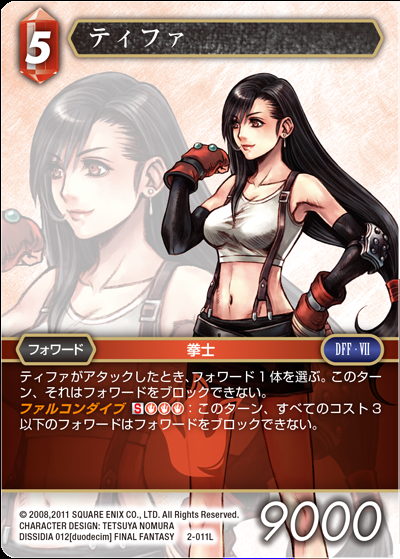 5
ティファ
フォワード
拳士
DFF・VII
ティファがアタックしたとき、フォワード1体を選ぶ。このター
ン、それはフォワードをブロックできない。
ファルコンダイブ S：このターン、すべてのコスト3
以下のフォワードはフォワードをブロックできない。
© 2008,2011 SQUARE ENIX CO., LTD. All Rights Reserved.
CHARACTER DESIGN: TETSUYA NOMURA
DISSIDIA 012[duodecim] FINAL FANTASY 2-011L
9000